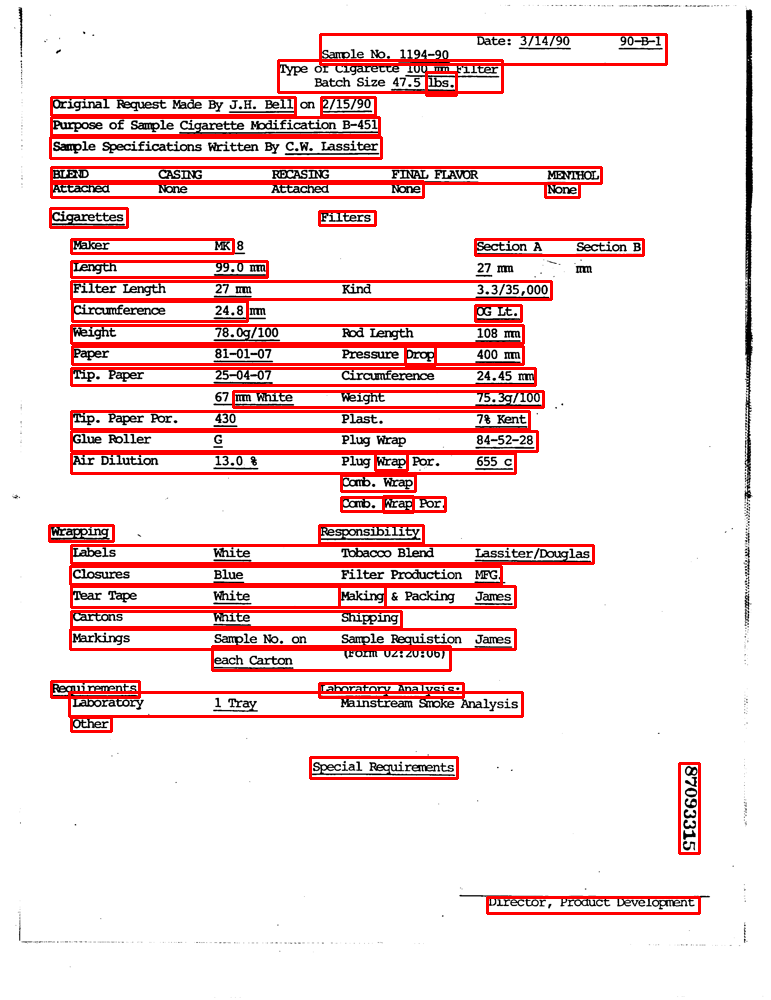 Date: 3/14/90 90-B-1
Sample No. 1194-90
Type of Cigarette 100 mm Filter
Batch Size 47.5 lbs.
Original Request Made By J.H. Bell on 2/15/90
Purpose of Sample Cigarette Modification B-451
Sample Specifications Written By C.W. Lassiter
BLEND CASING RECASING FINAL FLAVOR MENTHOL
Attached None Attached None None
Cigarettes Filters
Maker MK 8 Section A Section B
Length 99.0 mm 27 mm mm
Filter Length 27 mm Kind 3.3/35,000
Circumference 24.8 mm OG Lt.
Weight 78.0g/100 Rod Length 108 mm
Paper 81-01-07 Pressure Drop 400 mm
Tip. Paper 25-04-07 Circumference 24.45 mm
67 mm White Weight 75.3g/100
Tip. Paper Por. 430 Plast. 7% Kent
Glue Roller G Plug Wrap 84-52-28
Air Dilution 13.0 % Plug Wrap Por. 655 c
Comb. Wrap
Comb. Wrap Por.
Wrapping Responsibility
Labels White Tobacco Blend Lassiter/Douglas
Closures Blue Filter Production MFG.
Tear Tape White Making & Packing James
Cartons White Shipping
Markings Sample No. on Sample Requistion James
each Carton (Form 02:20:06)
Requirements Laboratory Analysis:
Laboratory 1 Tray Mainstream Smoke Analysis
Other
Special Requirements
87093315
Director, Product Development